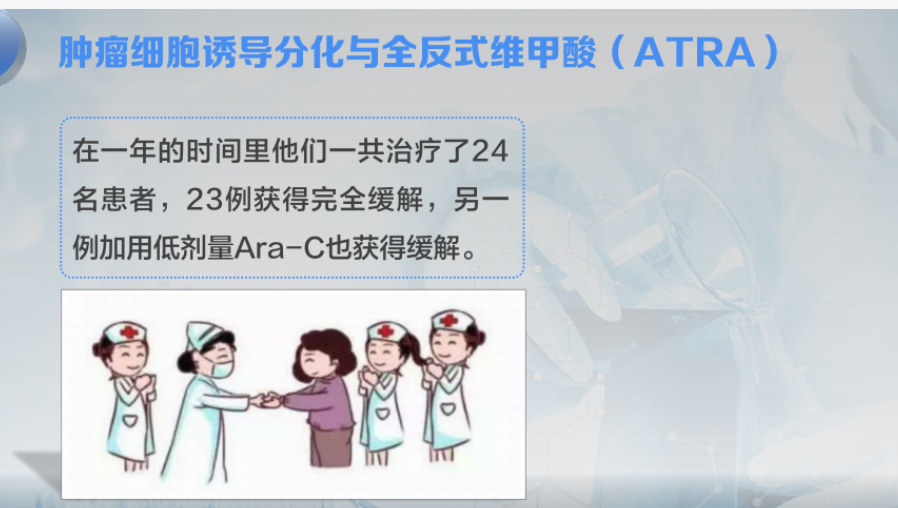 肿瘤细胞诱导分化与全反式维甲酸（ATRA）
在一年的时间里他们一共治疗了24
名患者，23例获得完全缓解，另一
例加用低剂量Ara-C也获得缓解。